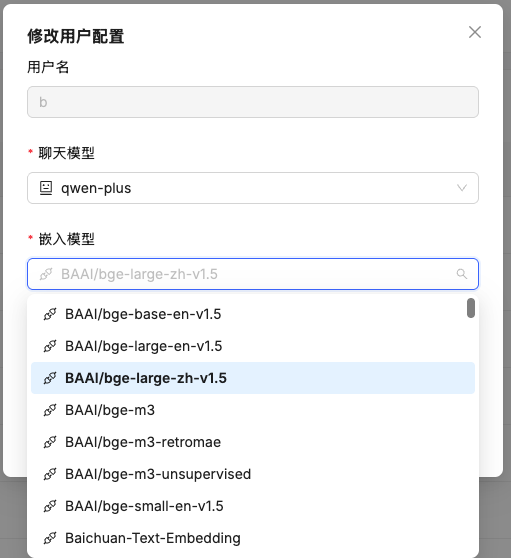 修改用户配置
用户名
b
* 聊天模型
qwen-plus
* 嵌入模型
BAAI/bge-large-zh-v1.5
BAAI/bge-base-en-v1.5
BAAI/bge-large-en-v1.5
BAAI/bge-large-zh-v1.5
BAAI/bge-m3
BAAI/bge-m3-retromae
BAAI/bge-m3-unsupervised
BAAI/bge-small-en-v1.5
Baichuan-Text-Embedding